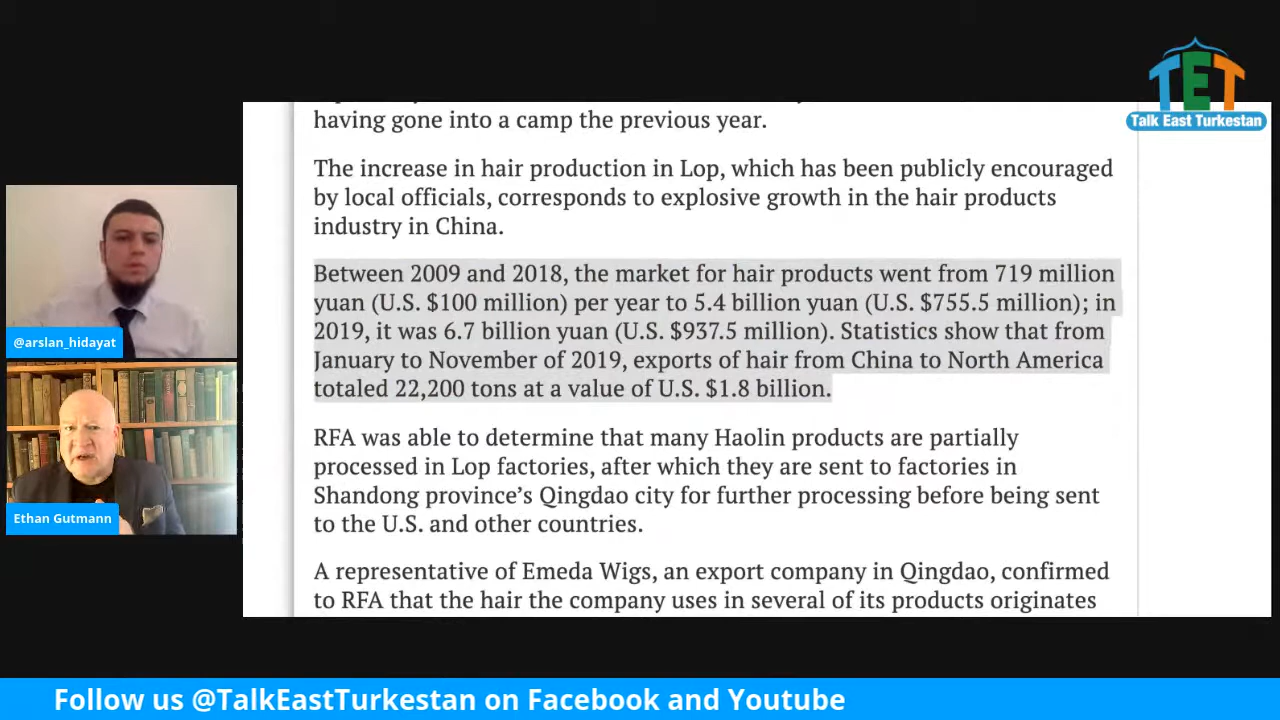 TET
Talk East Turkestan
having gone into a camp the previous year.
The increase in hair production in Lop, which has been publicly encouraged
by local officials, corresponds to explosive growth in the hair products
industry in China.
Between 2009 and 2018, the market for hair products went from 719 million
yuan (U.S. $100 million) per year to 5.4 billion yuan (U.S. $755.5 million); in
2019, it was 6.7 billion yuan (U.S. $937.5 million). Statistics show that from
January to November of 2019, exports of hair from China to North America
totaled 22,200 tons at a value of U.S. $1.8 billion.
RFA was able to determine that many Haolin products are partially
processed in Lop factories, after which they are sent to factories in
Shandong province’s Qingdao city for further processing before being sent
to the U.S. and other countries.
A representative of Emeda Wigs, an export company in Qingdao, confirmed
to RFA that the hair the company uses in several of its products originates
@arslan_hidayat
Ethan Gutmann
Follow us @TalkEastTurkestan on Facebook and Youtube